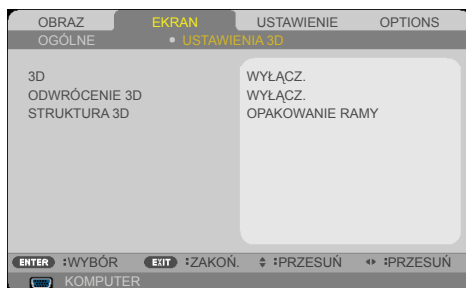 OBRAZ EKRAN USTAWIENIE OPTIONS
OGÓLNE • USTAWIENIA 3D
3D WYŁĄCZ.
ODWRÓCENIE 3D WYŁĄCZ.
STRUKTURA 3D OPAKOWANIE RAMY
ENTER :WYBÓR EXIT :ZAKOŃ. :PRZESUŃ :PRZESUŃ
KOMPUTER